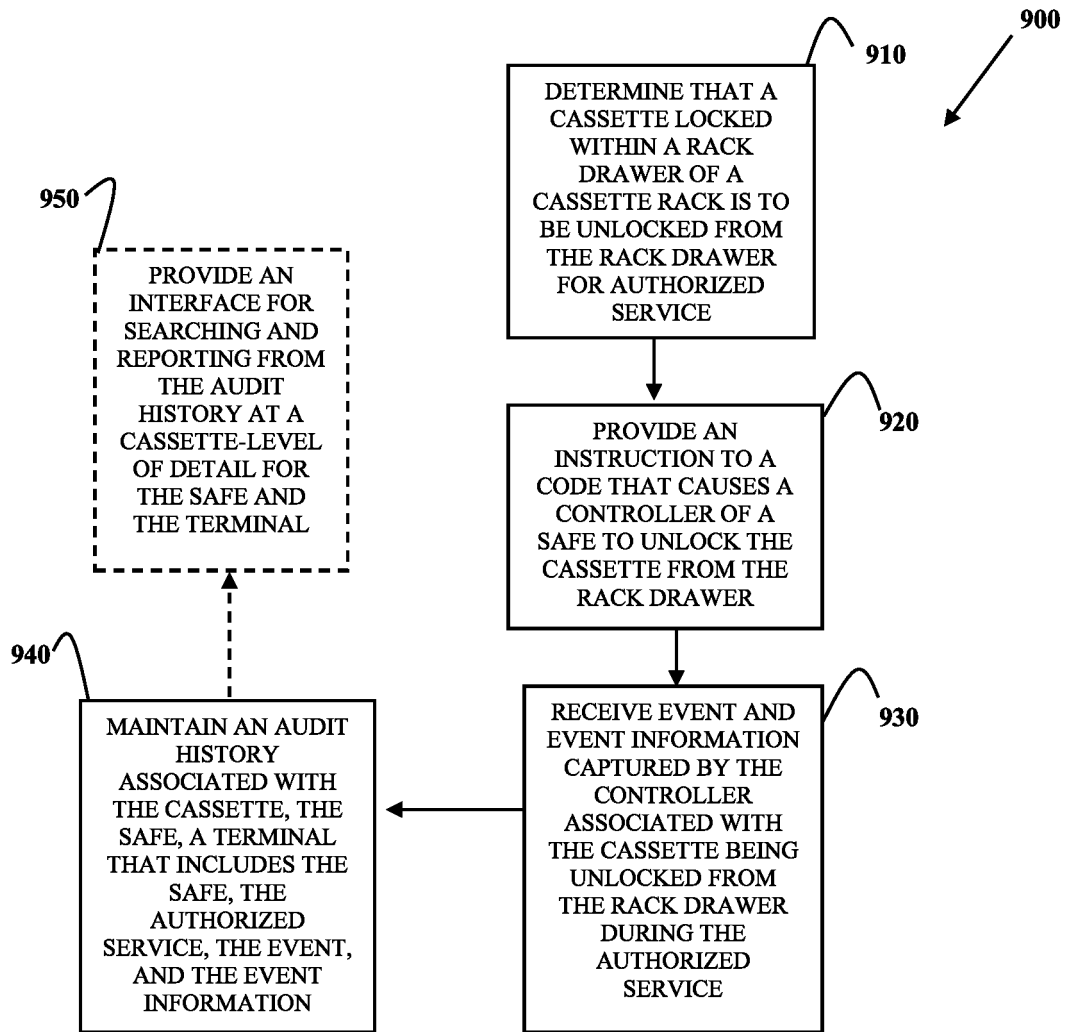 900
910
DETERMINE THAT A
CASSETTE LOCKED
WITHIN A RACK
DRAWER OF A
CASSETTE RACK IS TO
BE UNLOCKED FROM
THE RACK DRAWER
FOR AUTHORIZED
SERVICE
920
PROVIDE AN
INSTRUCTION TO A
CODE THAT CAUSES A
CONTROLLER OF A
SAFE TO UNLOCK THE
CASSETTE FROM THE
RACK DRAWER
930
RECEIVE EVENT AND
EVENT INFORMATION
CAPTURED BY THE
CONTROLLER
ASSOCIATED WITH
THE CASSETTE BEING
UNLOCKED FROM
THE RACK DRAWER
DURING THE
AUTHORIZED
SERVICE
940
MAINTAIN AN AUDIT
HISTORY
ASSOCIATED WITH
THE CASSETTE, THE
SAFE, A TERMINAL
THAT INCLUDES THE
SAFE, THE
AUTHORIZED
SERVICE, THE EVENT,
AND THE EVENT
INFORMATION
950
PROVIDE AN
INTERFACE FOR
SEARCHING AND
REPORTING FROM
THE AUDIT
HISTORY AT A
CASSETTE-LEVEL
OF DETAIL FOR
THE SAFE AND
THE TERMINAL